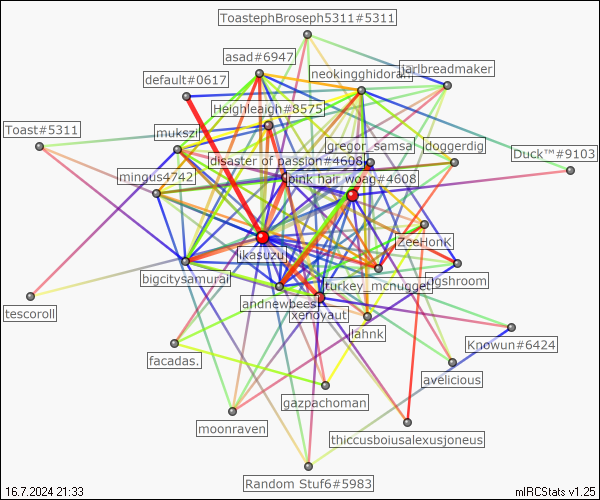 ToastephBroseph5311#5311
asad#6947
neokingghidorah
jarlbreadmaker
default#0617
Heighleaigh#8575
Toast#5311
mukszi
gregor_samsa
doggerdig
Duck™#9103
disaster of passion#4608
mingus4742
pink hair woag#4608
ZeeHonK
likasuzu
bigcitysamurai
turkey_mcnugget
andnewbees
tescoroll
xenoyaut
lahnk
Knowun#6424
facadas.
avelicious
gazpachoman
moonraven
thiccusboiusalexusjoneus
Random Stuf6#5983
16.7.2024 21:33
mIRCStats v1.25